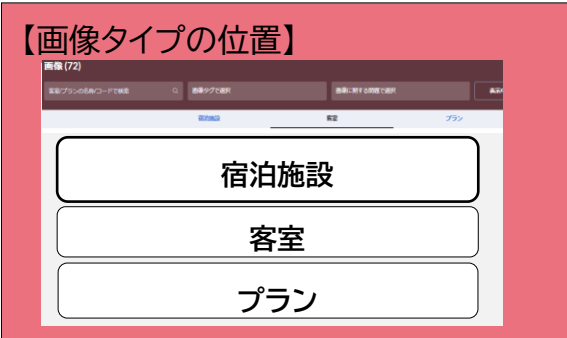 【画像タイプの位置】
画像(72)
客室/プランの名称/コードで検索 画像タグで選択 画像に関する問題で選択
宿泊施設 客室 プラン
宿泊施設
客室
プラン